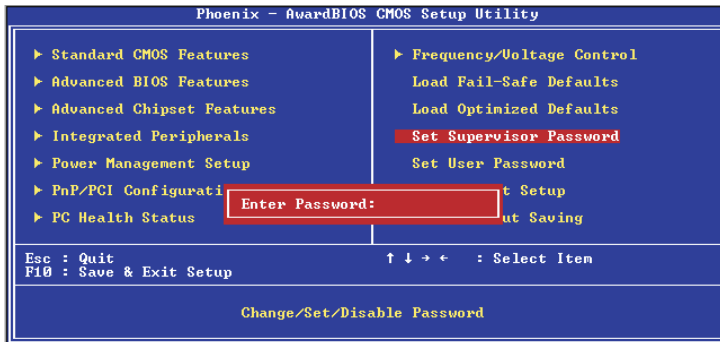 Phoenix - AwardBIOS CMOS Setup Utility
Standard CMOS Features
Advanced BIOS Features
Advanced Chipset Features
Integrated Peripherals
Power Management Setup
PnP/PCI Configurati
PC Health Status
Frequency/Voltage Control
Load Fail-Safe Defaults
Load Optimized Defaults
Set Supervisor Password
Set User Password
t Setup
ut Saving
Enter Password:
Esc : Quit
F10 : Save & Exit Setup
↑ ↓ → ← : Select Item
Change/Set/Disable Password